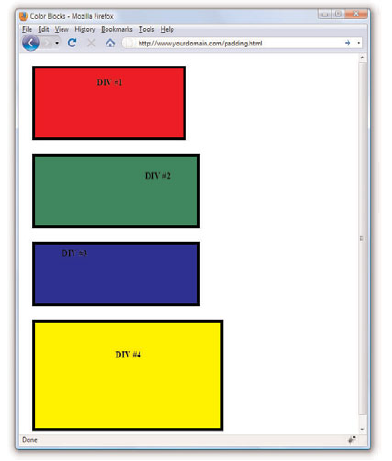 Color Blocks - Mozilla Firefox
File Edit View History Bookmarks Tools Help
http://www.yourdomain.com/padding.html
DIV #1
DIV #2
DIV #3
DIV #4
Done